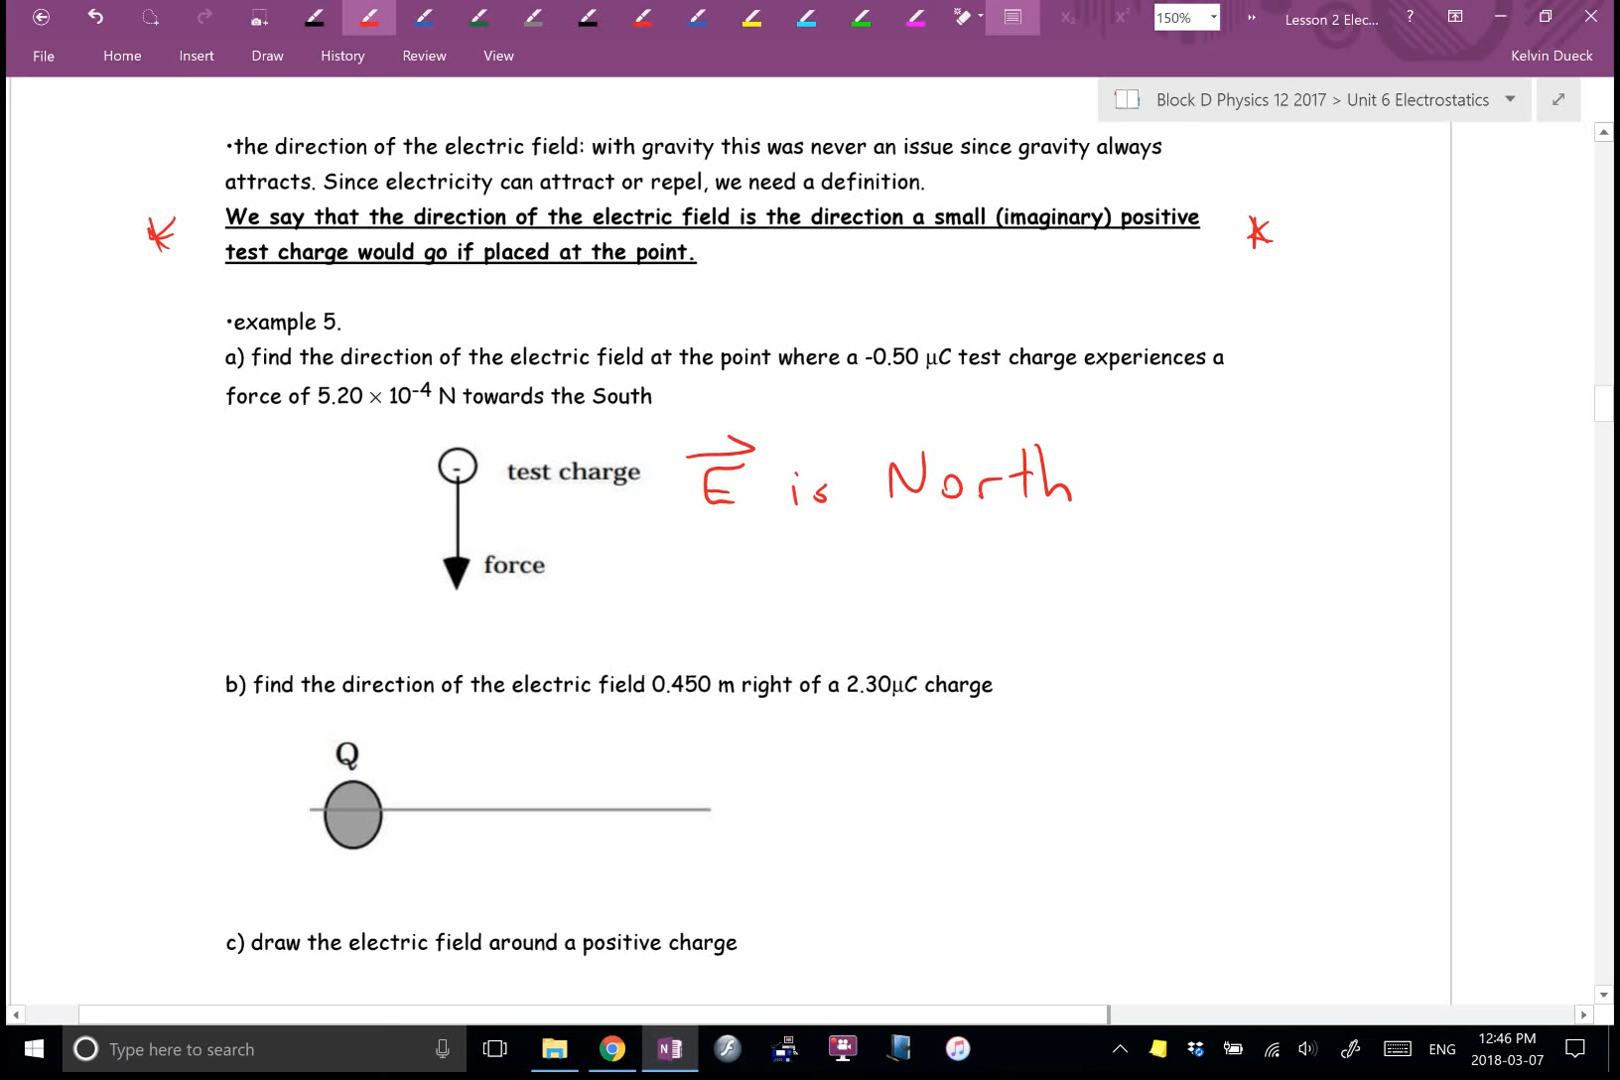 150%
Lesson 2 Elec...
?
File Home Insert Draw History Review View
Kelvin Dueck
Block D Physics 12 2017 > Unit 6 Electrostatics
•the direction of the electric field: with gravity this was never an issue since gravity always
attracts. Since electricity can attract or repel, we need a definition.
We say that the direction of the electric field is the direction a small (imaginary) positive
test charge would go if placed at the point.
•example 5.
a) find the direction of the electric field at the point where a -0.50 μC test charge experiences a
force of 5.20 × 10⁻⁴ N towards the South
- test charge
E is North
force
b) find the direction of the electric field 0.450 m right of a 2.30μC charge
Q
c) draw the electric field around a positive charge
Type here to search
ENG
12:46 PM
2018-03-07